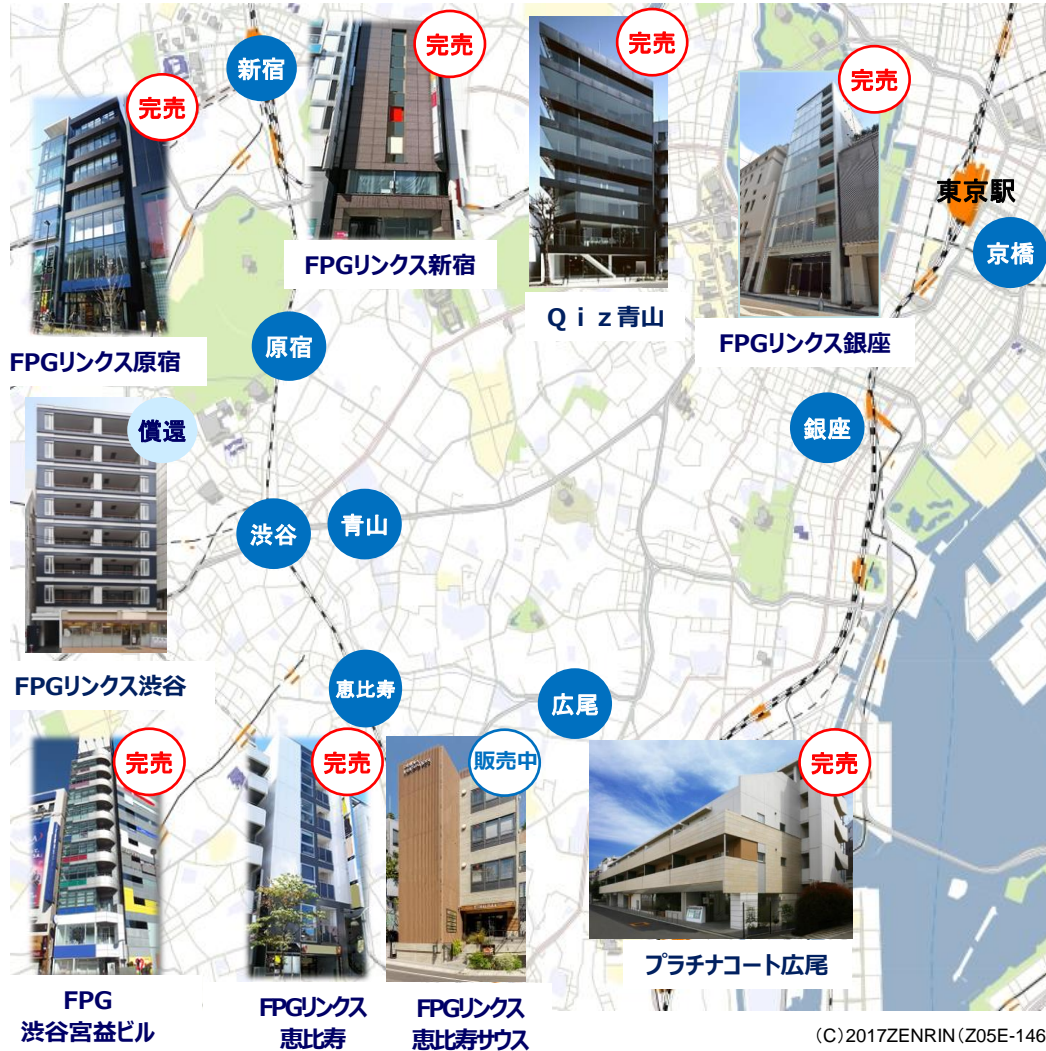 新宿
完売
完売
完売
完売
東京駅
京橋
FPGリンクス新宿
Ｑｉｚ青山
FPGリンクス銀座
FPGリンクス原宿
原宿
償還
銀座
渋谷
青山
FPGリンクス渋谷
恵比寿
広尾
完売
完売
販売中
完売
プラチナコート広尾
FPG
渋谷宮益ビル
FPGリンクス
恵比寿
FPGリンクス
恵比寿サウス
(C)2017ZENRIN(Z05E-146